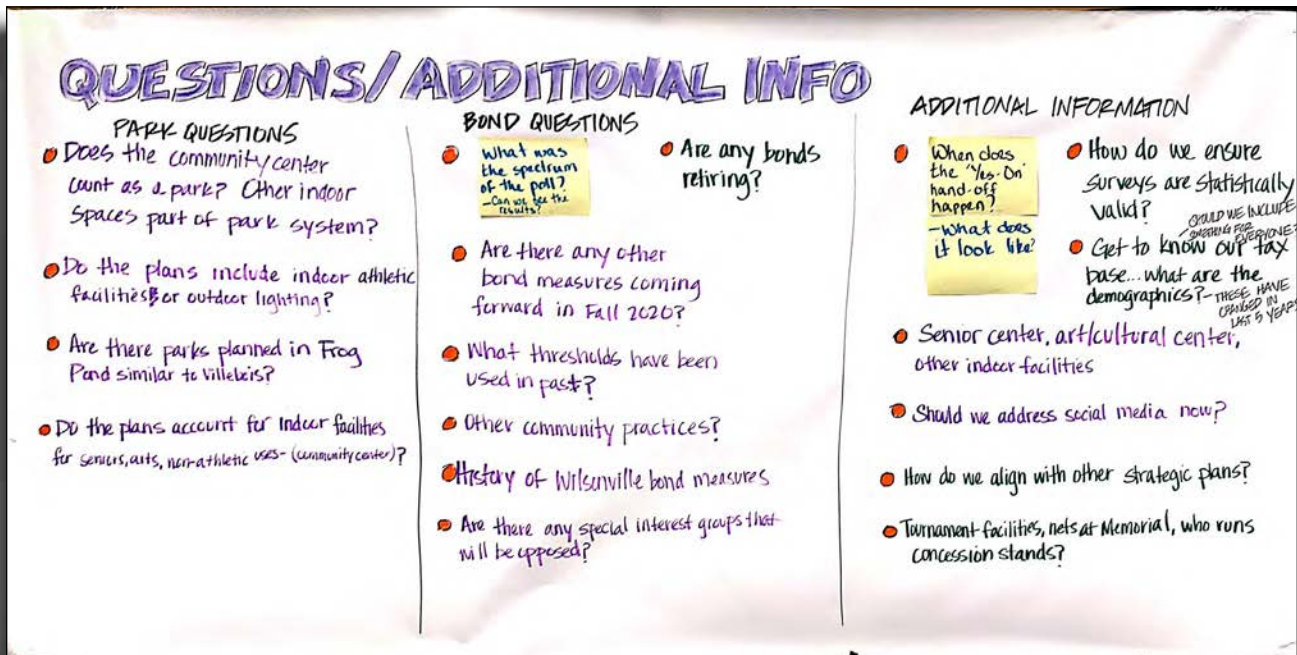 QUESTIONS/ADDITIONAL INFO
PARK QUESTIONS
Does the community center
count as a park? Other indoor
Spaces part of park system?
Do the plans include indoor athletic
facilities or outdoor lighting?
Are there parks planned in Frog
Pond similar to Villebois?
Do the plans account for Indoor facilities
for seniors, arts, non-athletic uses- (community center)?
BOND QUESTIONS
What was
the spectrum
of the poll?
-Can we see the
results?
Are any bonds
retiring?
Are there any other
bond measures coming
forward in Fall 2020?
What thresholds have been
used in past?
Other community practices?
History of Wilsonville bond measures
Are there any special interest groups that
will be opposed?
ADDITIONAL INFORMATION
When does
the "Yes-On"
hand-off
happen?
-What does
it look like?
How do we ensure
surveys are statistically
valid?
SHOULD WE INCLUDE
SOMETHING FOR
EVERYONE?
Get to know our tax
base... what are the
demographics?
- THESE HAVE
CHANGED IN
LAST 5 YEARS
Senior center, art/cultural center,
other indoor facilities
Should we address social media now?
How do we align with other strategic plans?
Tournament facilities, nets at Memorial, who runs
concession stands?